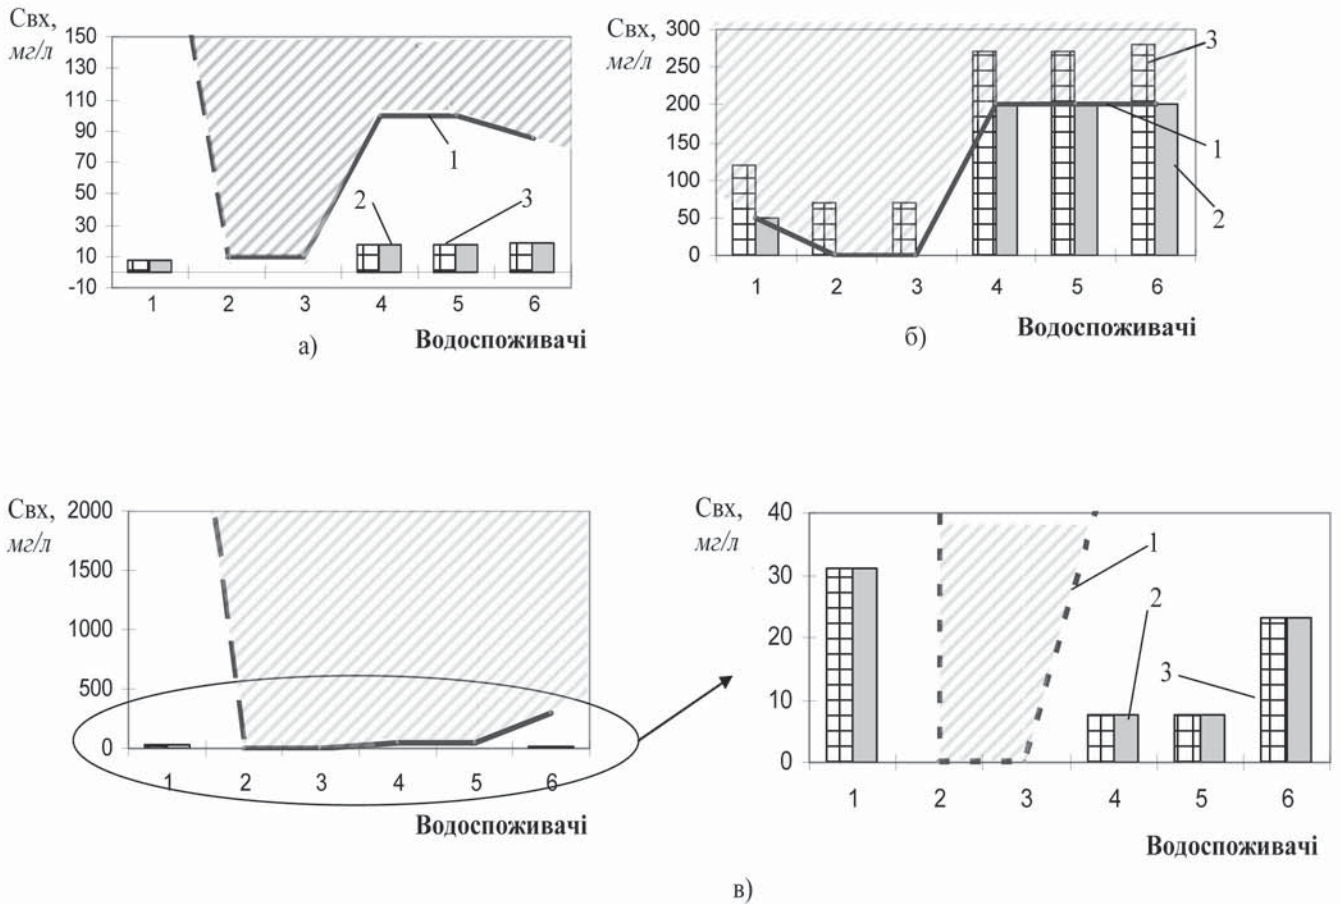 Свх,
мг/л
150
130
110
90
70
50
30
10
-10
1
2
3
1 2 3 4 5 6
Водоспоживачі
а)
Свх,
мг/л
300
250
200
150
100
50
0
3
1
2
1 2 3 4 5 6
Водоспоживачі
б)
Свх,
мг/л
2000
1500
1000
500
0
1 2 3 4 5 6
Водоспоживачі
Свх,
мг/л
40
30
20
10
0
1
2
3
1 2 3 4 5 6
Водоспоживачі
в)